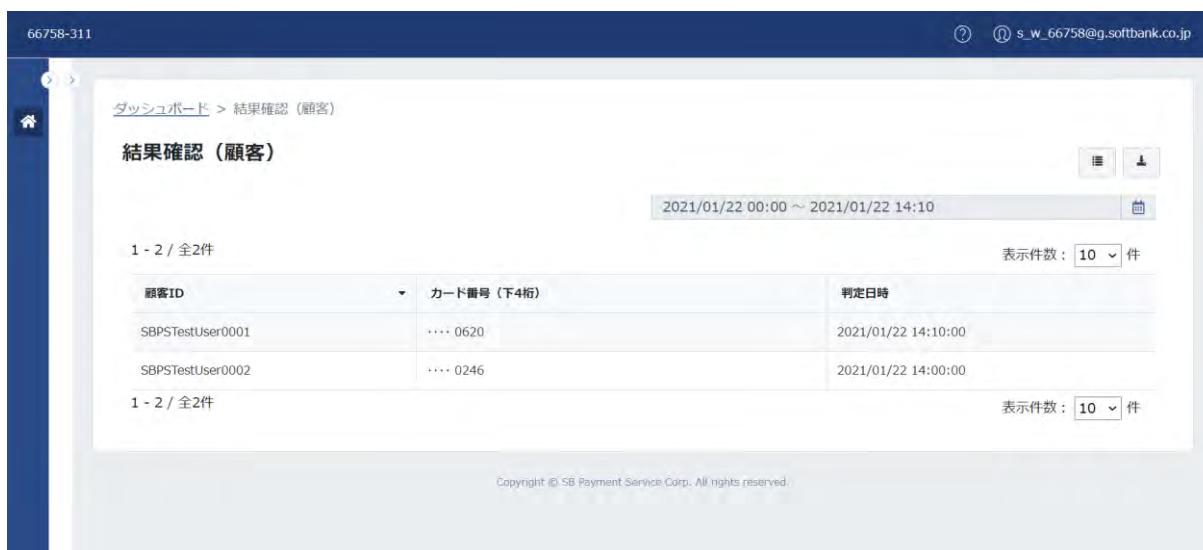 66758-311
s_w_66758@g.softbank.co.jp
ダッシュボード > 結果確認（顧客）
結果確認（顧客）
2021/01/22 00:00 ～ 2021/01/22 14:10
1 - 2 / 全2件
表示件数： 10 件
顧客ID カード番号（下4桁） 判定日時
SBPSTestUser0001 ···· 0620 2021/01/22 14:10:00
SBPSTestUser0002 ···· 0246 2021/01/22 14:00:00
1 - 2 / 全2件
表示件数： 10 件
Copyright © SB Payment Service Corp. All rights reserved.